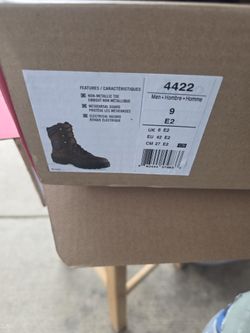 FEATURES / CARACTÉRISTIQUES
NON-METALLIC TOE
EMBOUT NON MÉTALLIQUE
METATARSAL GUARD
PROTÈGE LES MÉTATARSES
ELECTRICAL HAZARD
RISQUE ÉLECTRIQUE
4422
Men • Hombre • Homme
9
E2
UK 8 E2
EU 42 E2
CM 27 E2